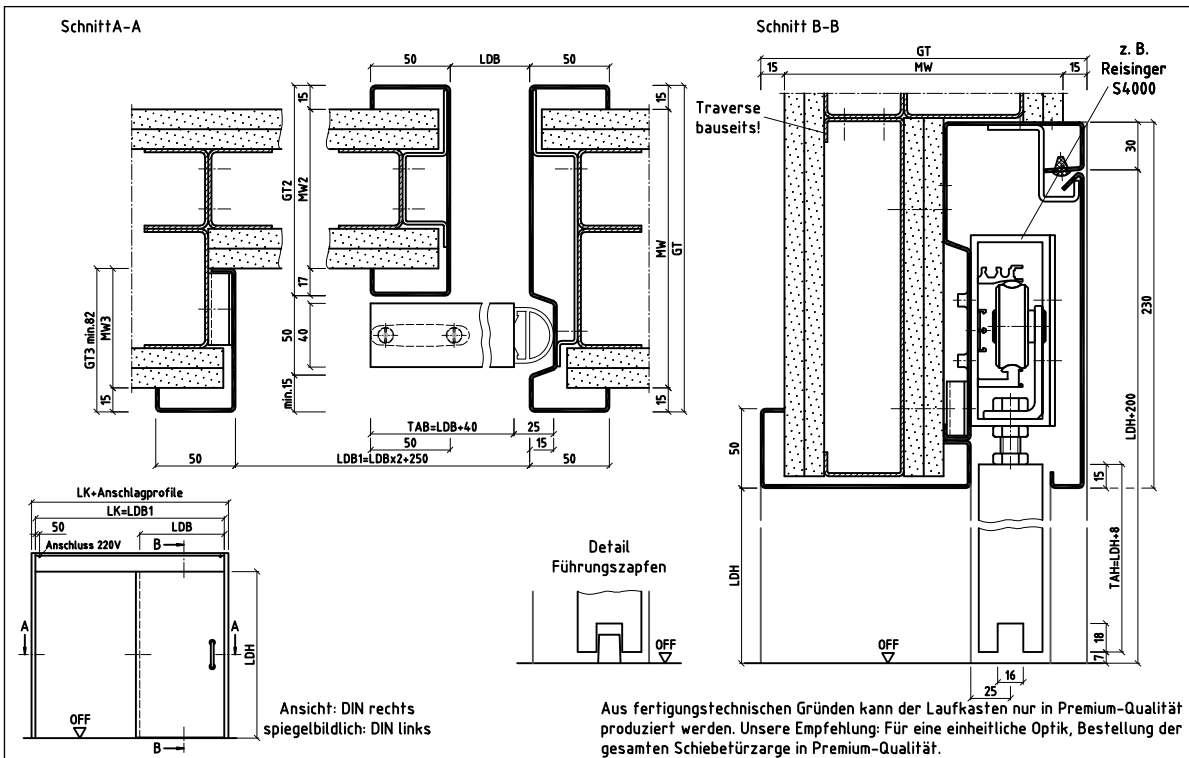 SchnittA-A
50
LDB
50
15
GT2
MW2
17
50
40
min.15
15
MW
GT
15
GT3 min.82
MW3
15
TAB=LDB+40
25
50
15
50
LDB1=LDBx2+250
50
Schnitt B-B
GT
15
MW
15
z. B.
Reisinger
S4000
Traverse
bauseits!
30
230
LDH+200
50
15
LDH
TAH=LDH+8
18
7
OFF
16
25
LK+Anschlagprofile
LK=LDB1
50
LDB
Anschluss 220V
B
A
A
LDH
OFF
B
Ansicht: DIN rechts
spiegelbildlich: DIN links
Detail
Führungszapfen
OFF
Aus fertigungstechnischen Gründen kann der Laufkasten nur in Premium-Qualität
produziert werden. Unsere Empfehlung: Für eine einheitliche Optik, Bestellung der
gesamten Schiebetürzarge in Premium-Qualität.